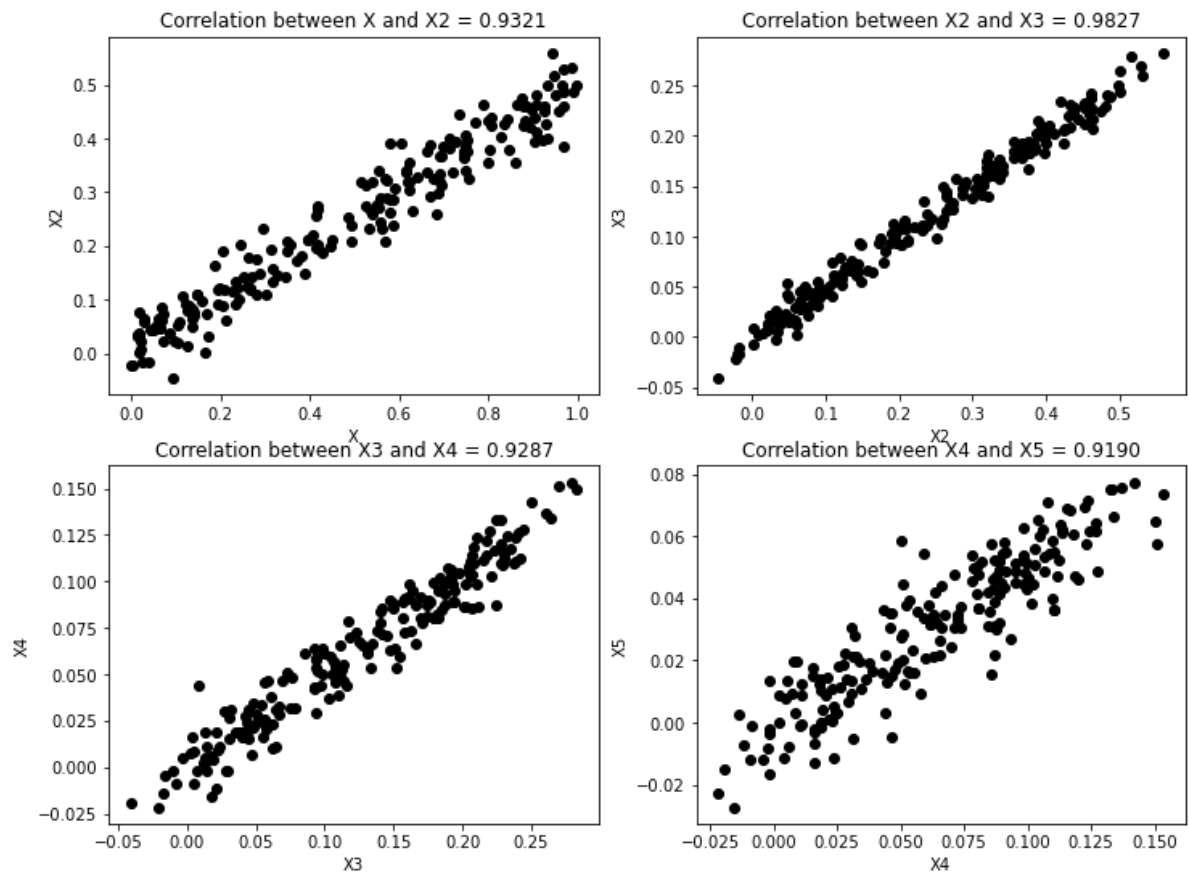 Correlation between X and X2 = 0.9321
X2
0.5
0.4
0.3
0.2
0.1
0.0
0.0 0.2 0.4 0.6 0.8 1.0
X
Correlation between X2 and X3 = 0.9827
X3
0.25
0.20
0.15
0.10
0.05
0.00
−0.05
0.0 0.1 0.2 0.3 0.4 0.5
X2
Correlation between X3 and X4 = 0.9287
X4
0.150
0.125
0.100
0.075
0.050
0.025
0.000
−0.025
−0.05 0.00 0.05 0.10 0.15 0.20 0.25
X3
Correlation between X4 and X5 = 0.9190
X5
0.08
0.06
0.04
0.02
0.00
−0.02
−0.025 0.000 0.025 0.050 0.075 0.100 0.125 0.150
X4